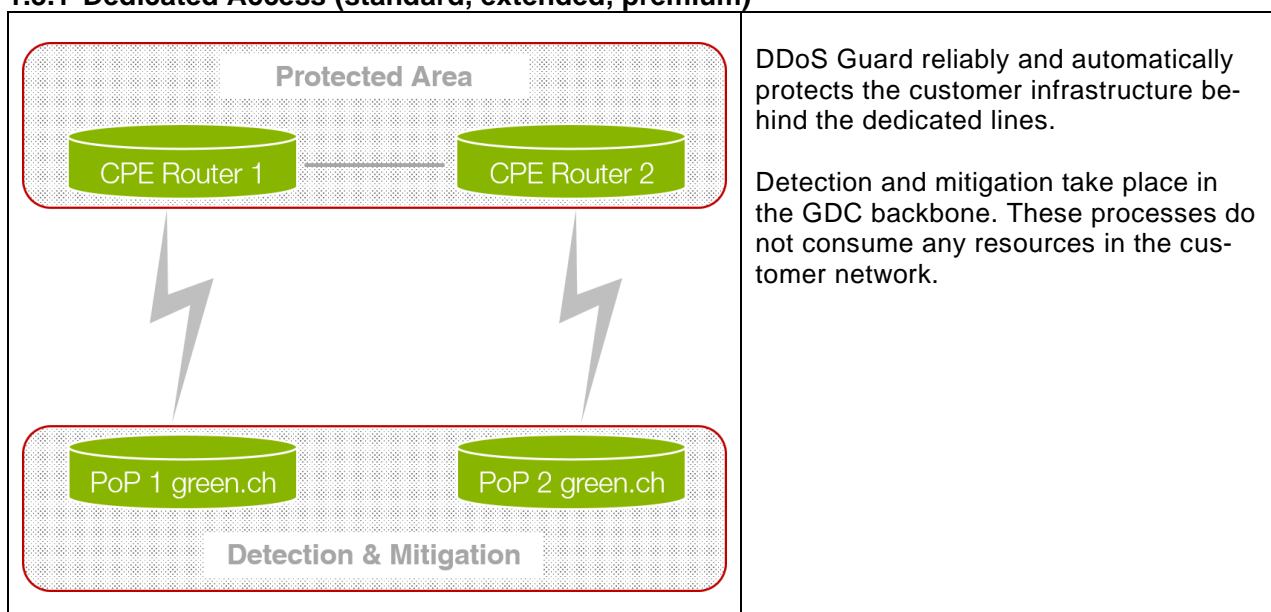 Dedicated Access (standard, extended, premium)
Protected Area
CPE Router 1
CPE Router 2
PoP 1 green.ch
PoP 2 green.ch
Detection & Mitigation
DDoS Guard reliably and automatically
protects the customer infrastructure be-
hind the dedicated lines.
Detection and mitigation take place in
the GDC backbone. These processes do
not consume any resources in the cus-
tomer network.